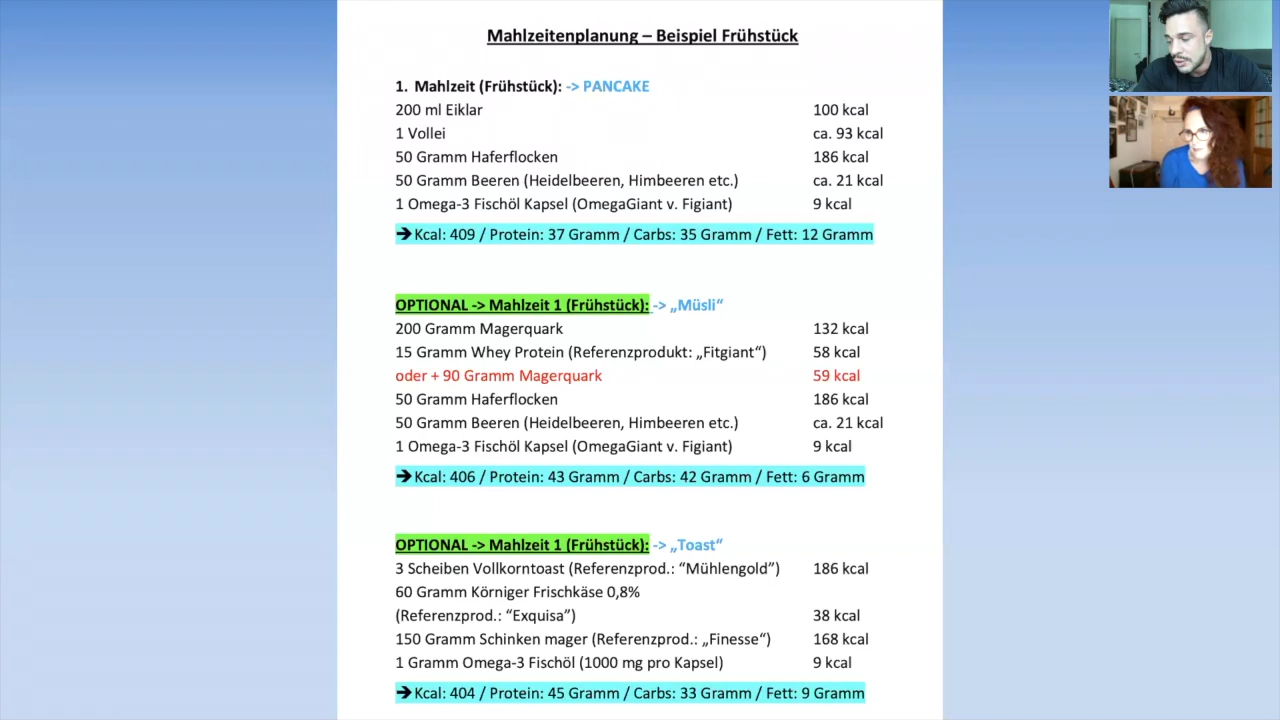 Mahlzeitenplanung – Beispiel Frühstück
1. Mahlzeit (Frühstück): -> PANCAKE
200 ml Eiklar 100 kcal
1 Vollei ca. 93 kcal
50 Gramm Haferflocken 186 kcal
50 Gramm Beeren (Heidelbeeren, Himbeeren etc.) ca. 21 kcal
1 Omega-3 Fischöl Kapsel (OmegaGiant v. Figiant) 9 kcal
➔ Kcal: 409 / Protein: 37 Gramm / Carbs: 35 Gramm / Fett: 12 Gramm
OPTIONAL -> Mahlzeit 1 (Frühstück): -> „Müsli“
200 Gramm Magerquark 132 kcal
15 Gramm Whey Protein (Referenzprodukt: „Fitgiant“) 58 kcal
oder + 90 Gramm Magerquark 59 kcal
50 Gramm Haferflocken 186 kcal
50 Gramm Beeren (Heidelbeeren, Himbeeren etc.) ca. 21 kcal
1 Omega-3 Fischöl Kapsel (OmegaGiant v. Figiant) 9 kcal
➔ Kcal: 406 / Protein: 43 Gramm / Carbs: 42 Gramm / Fett: 6 Gramm
OPTIONAL -> Mahlzeit 1 (Frühstück): -> „Toast“
3 Scheiben Vollkorntoast (Referenzprod.: “Mühlengold”) 186 kcal
60 Gramm Körniger Frischkäse 0,8%
(Referenzprod.: “Exquisa”) 38 kcal
150 Gramm Schinken mager (Referenzprod.: „Finesse“) 168 kcal
1 Gramm Omega-3 Fischöl (1000 mg pro Kapsel) 9 kcal
➔ Kcal: 404 / Protein: 45 Gramm / Carbs: 33 Gramm / Fett: 9 Gramm